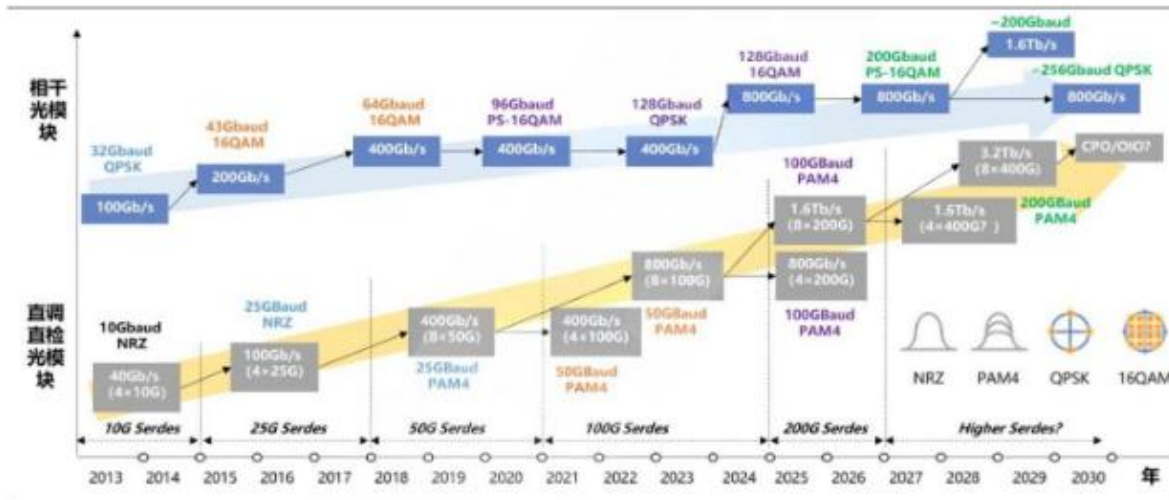 ~200Gbaud
1.6Tb/s
128Gbaud
16QAM
800Gb/s
200Gbaud
PS-16QAM
800Gb/s
~256Gbaud QPSK
800Gb/s
相干
光模
块
64Gbaud
16QAM
400Gb/s
96Gbaud
PS-16QAM
400Gb/s
128Gbaud
QPSK
400Gb/s
43Gbaud
16QAM
200Gb/s
32Gbaud
QPSK
100Gb/s
3.2Tb/s
(8×400G)
CPO/OIO?
100GBaud
PAM4
1.6Tb/s
(8×200G)
1.6Tb/s
(4×400G? )
200GBaud
PAM4
直调
直检
光模
块
800Gb/s
(8×100G)
50GBaud
PAM4
800Gb/s
(4×200G)
100GBaud
PAM4
25GBaud
NRZ
100Gb/s
(4×25G)
400Gb/s
(8×50G)
25GBaud
PAM4
400Gb/s
(4×100G)
50GBaud
PAM4
10Gbaud
NRZ
40Gb/s
(4×10G)
NRZ PAM4 QPSK 16QAM
10G Serdes 25G Serdes 50G Serdes 100G Serdes 200G Serdes Higher Serdes?
2013 2014 2015 2016 2017 2018 2019 2020 2021 2022 2023 2024 2025 2026 2027 2028 2029 2030 年